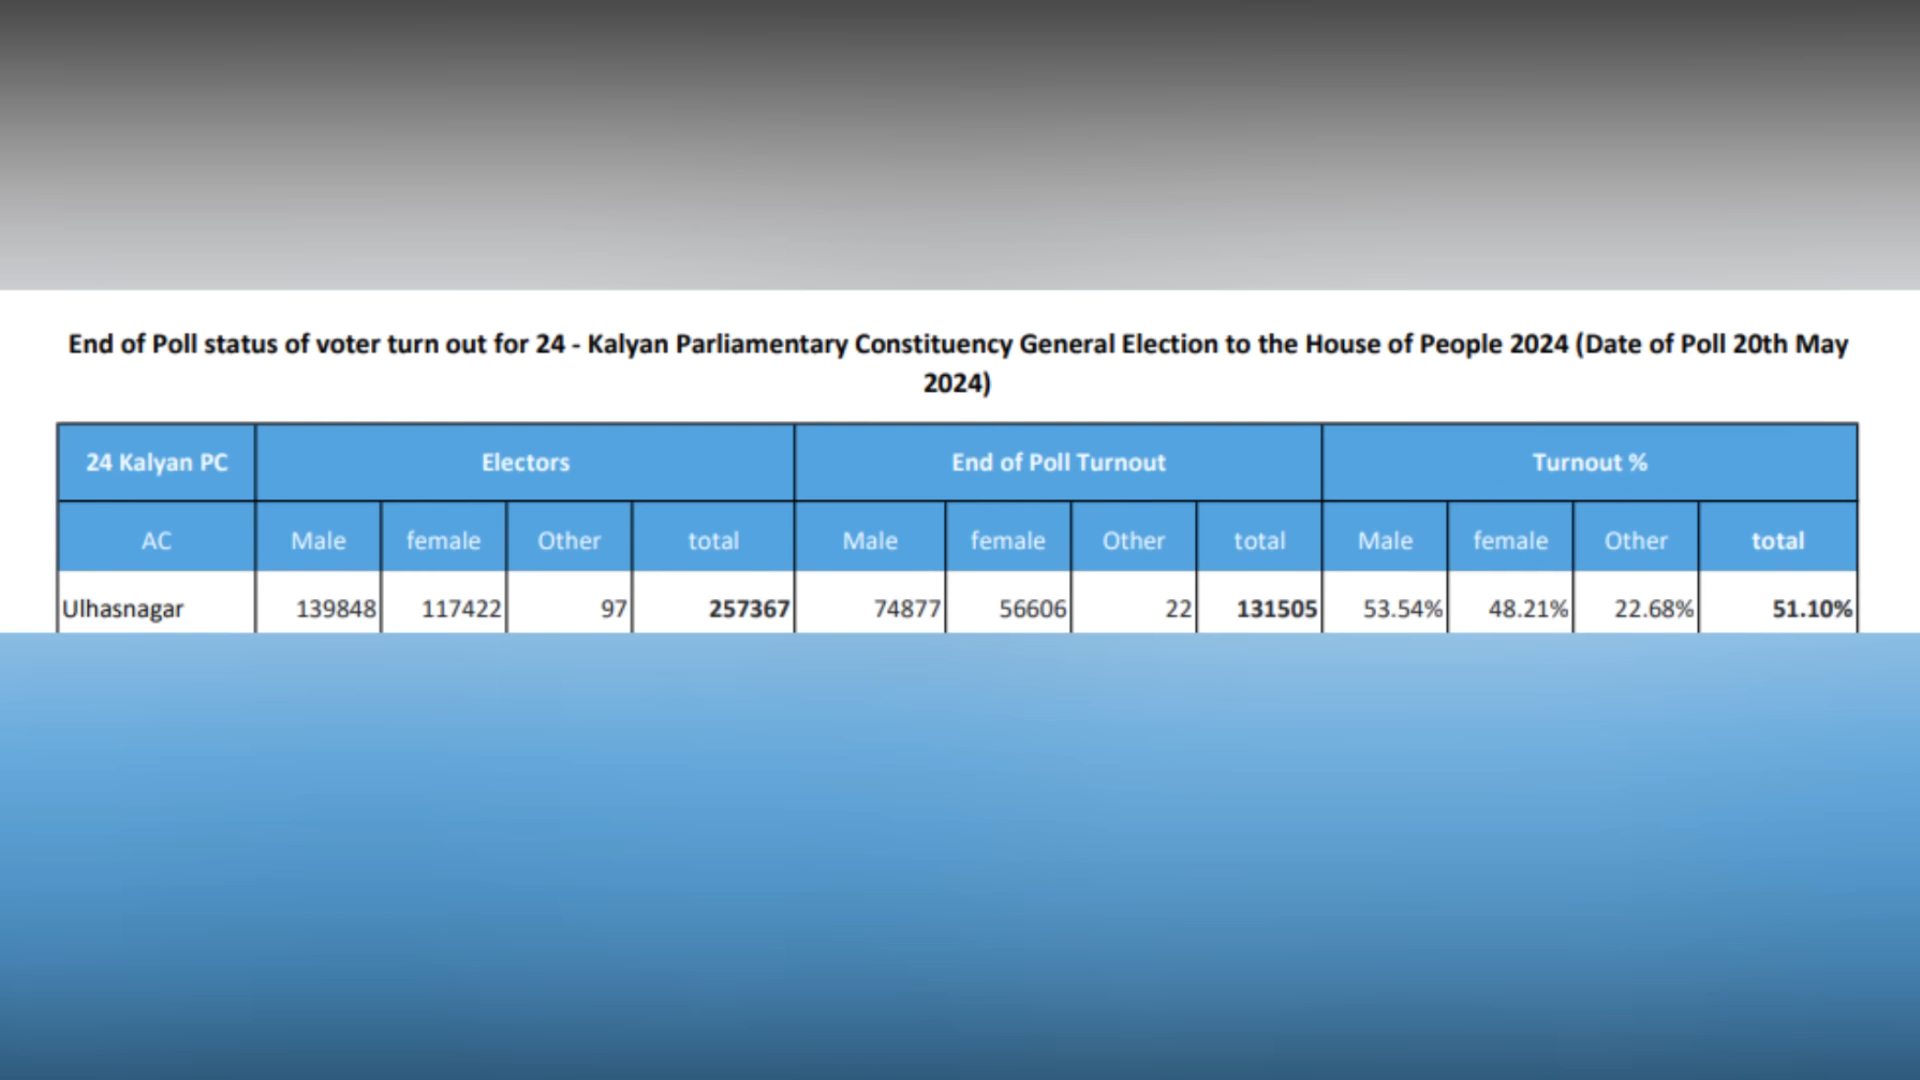 End of Poll status of voter turn out for 24 - Kalyan Parliamentary Constituency General Election to the House of People 2024 (Date of Poll 20th May
2024)
24 Kalyan PC Electors End of Poll Turnout Turnout %
AC Male female Other total Male female Other total Male female Other total
Ulhasnagar 139848 117422 97 257367 74877 56606 22 131505 53.54% 48.21% 22.68% 51.10%